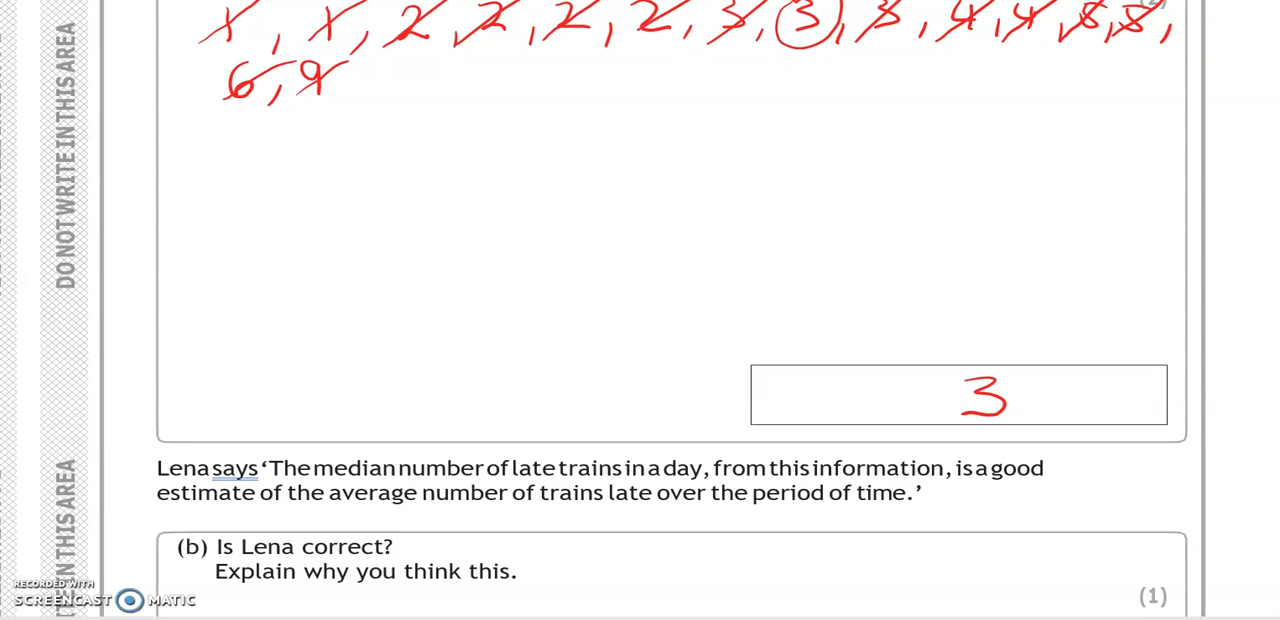 1, 1, 2, 2, 2, 2, 3, 3, 3, 4, 4, 5, 5,
6, 9
3
Lena says ‘The median number of late trains in a day, from this information, is a good
estimate of the average number of trains late over the period of time.’
(b) Is Lena correct?
Explain why you think this.
(1)
DO NOT WRITE IN THIS AREA
TE IN THIS AREA
RECORDED WITH
SCREENCAST MATIC